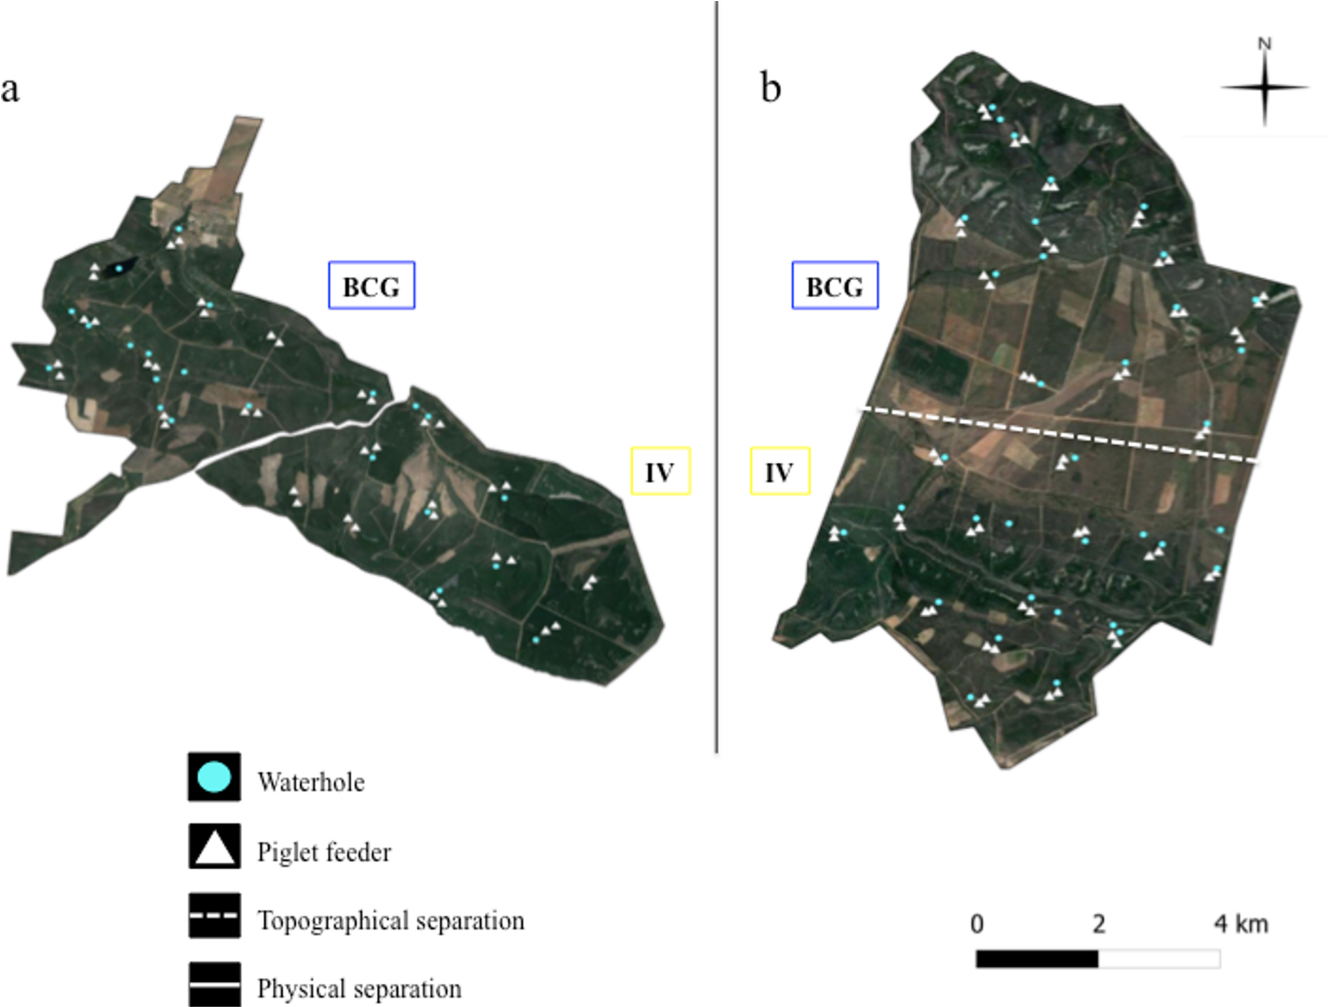 a
b
N
BCG
BCG
IV
IV
Waterhole
Piglet feeder
Topographical separation
Physical separation
0 2 4 km